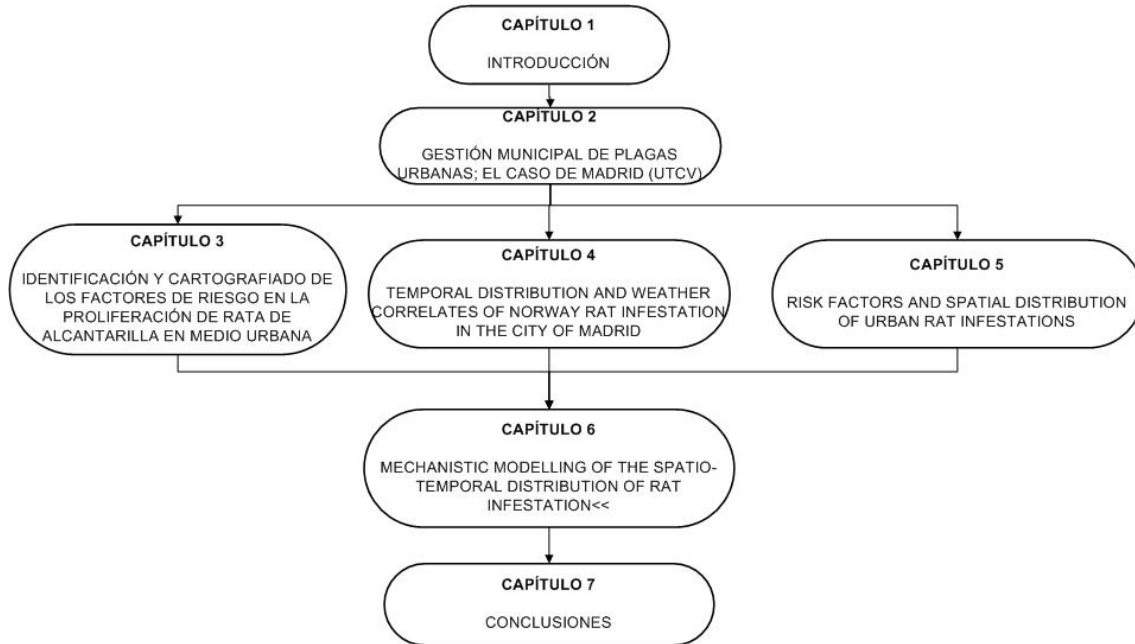 CAPÍTULO 1
INTRODUCCIÓN
CAPÍTULO 2
GESTIÓN MUNICIPAL DE PLAGAS
URBANAS; EL CASO DE MADRID (UTCV)
CAPÍTULO 3
IDENTIFICACIÓN Y CARTOGRAFIADO DE
LOS FACTORES DE RIESGO EN LA
PROLIFERACIÓN DE RATA DE
ALCANTARILLA EN MEDIO URBANA
CAPÍTULO 4
TEMPORAL DISTRIBUTION AND WEATHER
CORRELATES OF NORWAY RAT INFESTATION
IN THE CITY OF MADRID
CAPÍTULO 5
RISK FACTORS AND SPATIAL DISTRIBUTION
OF URBAN RAT INFESTATIONS
CAPÍTULO 6
MECHANISTIC MODELLING OF THE SPATIO-
TEMPORAL DISTRIBUTION OF RAT
INFESTATION<<
CAPÍTULO 7
CONCLUSIONES